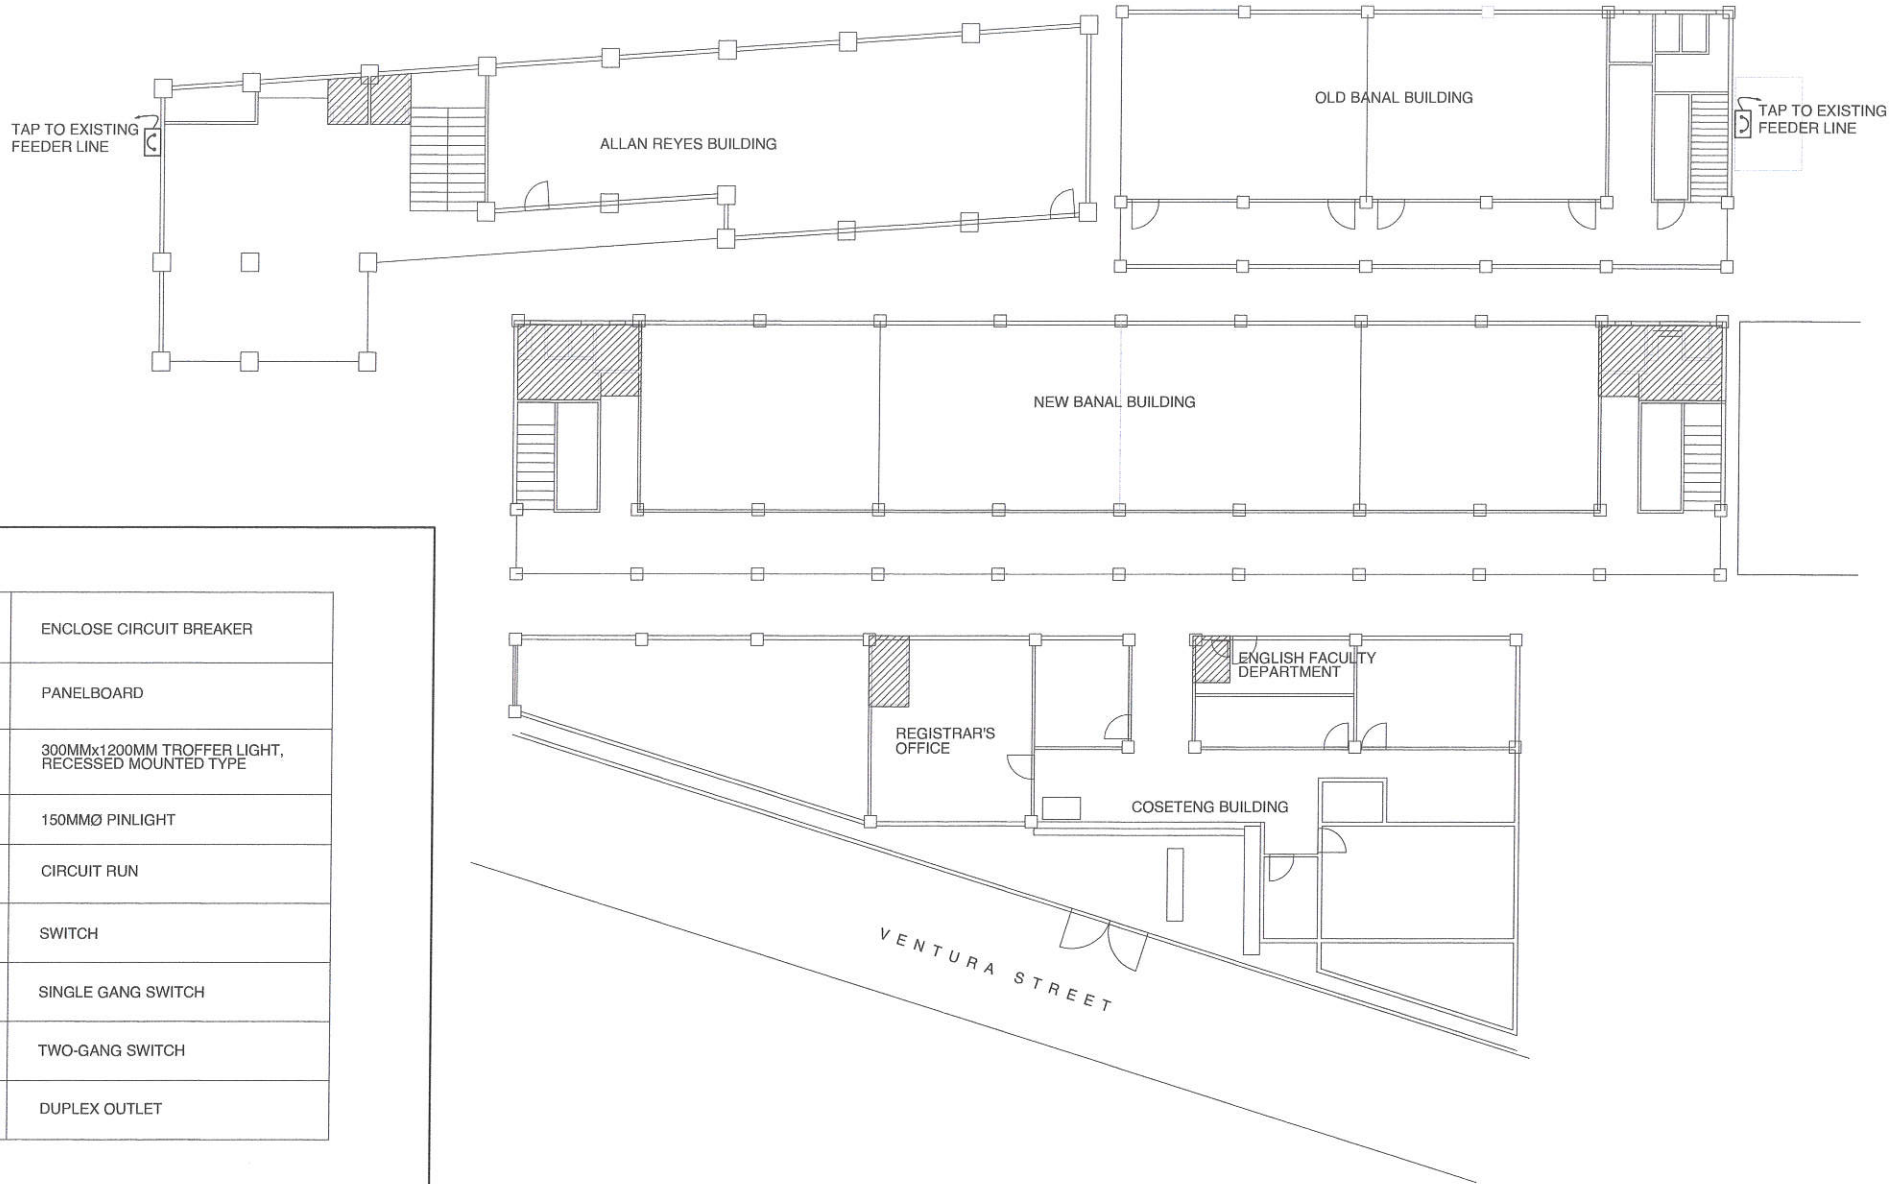 TAP TO EXISTING
FEEDER LINE
ALLAN REYES BUILDING
OLD BANAL BUILDING
TAP TO EXISTING
FEEDER LINE
NEW BANAL BUILDING
ENCLOSE CIRCUIT BREAKER
PANELBOARD
300MMx1200MM TROFFER LIGHT,
RECESSED MOUNTED TYPE
150MMØ PINLIGHT
CIRCUIT RUN
SWITCH
SINGLE GANG SWITCH
TWO-GANG SWITCH
DUPLEX OUTLET
ENGLISH FACULTY
DEPARTMENT
REGISTRAR'S
OFFICE
COSETENG BUILDING
VENTURA STREET